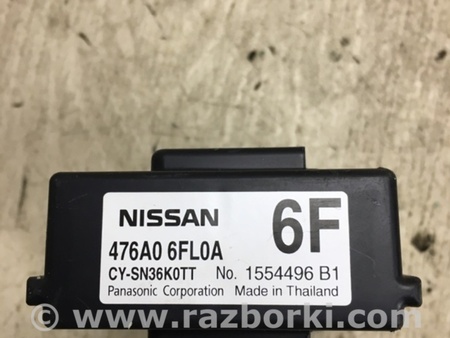 NISSAN
6F
476A0 6FL0A
CY-SN36K0TT No. 1554496 B1
Panasonic Corporation Made in Thailand
© www.razborki.com